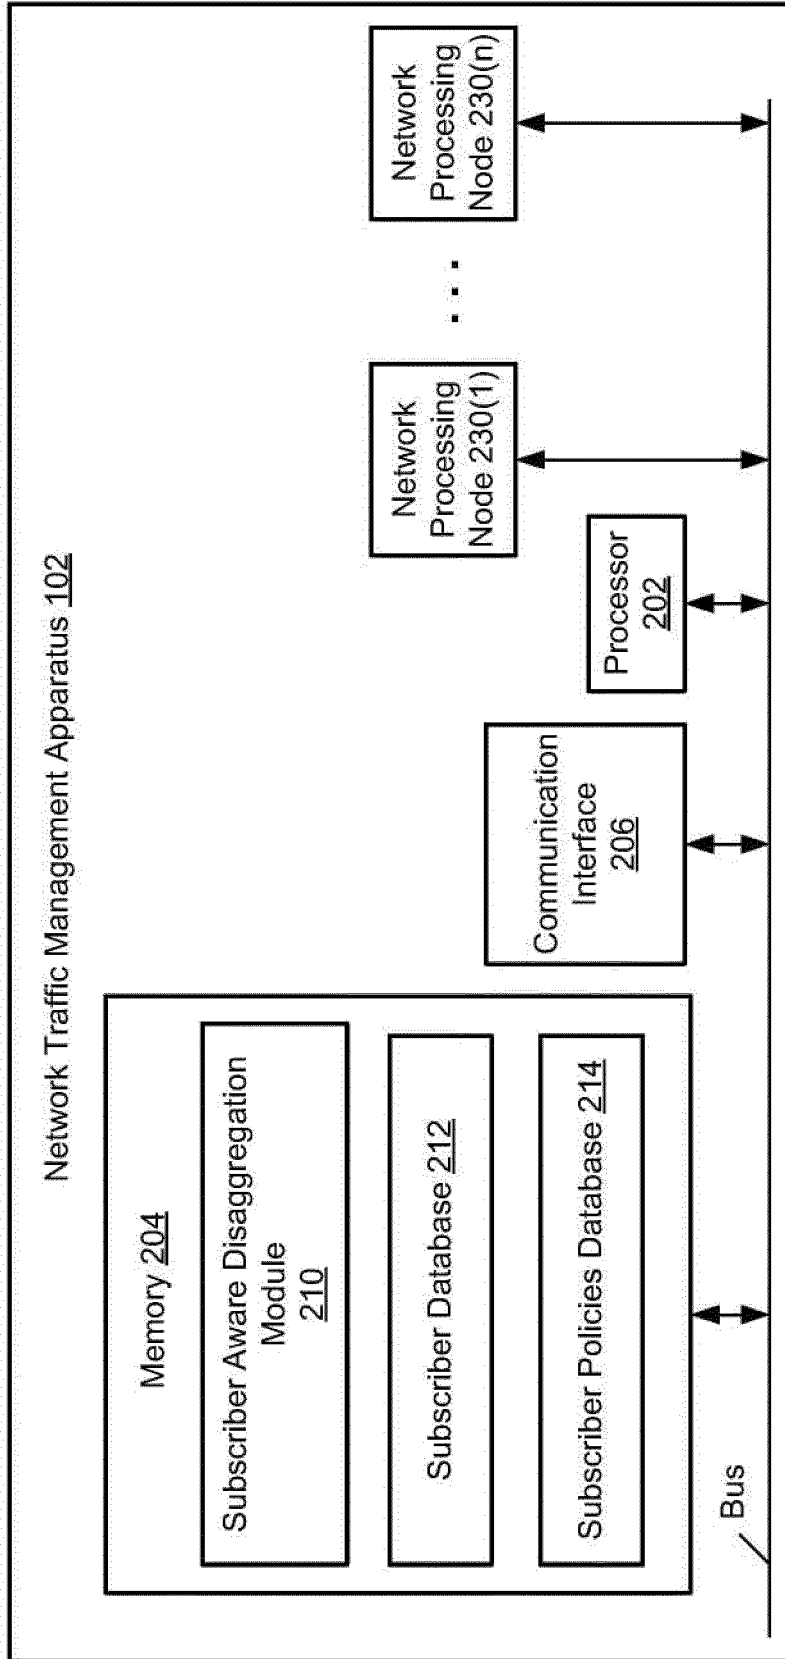 Network Traffic Management Apparatus 102
Memory 204
Subscriber Aware Disaggregation
Module
210
Subscriber Database 212
Subscriber Policies Database 214
Communication
Interface
206
Processor
202
Network
Processing
Node 230(1)
. . .
Network
Processing
Node 230(n)
Bus